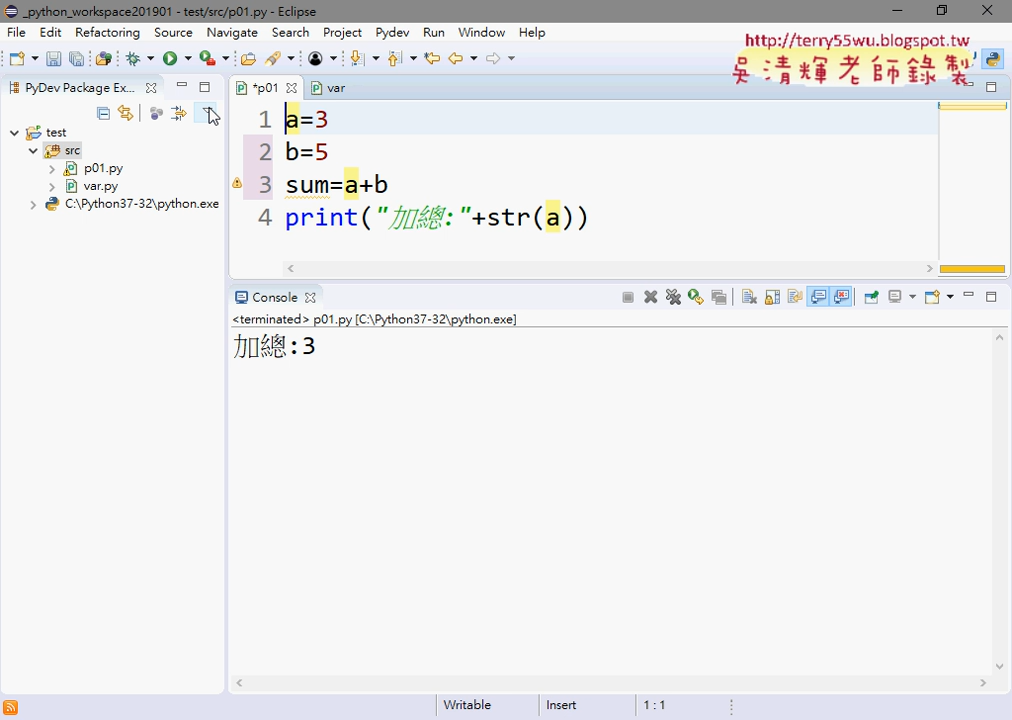 _python_workspace201901 - test/src/p01.py - Eclipse
File Edit Refactoring Source Navigate Search Project Pydev Run Window Help
http://terry55wu.blogspot.tw
吳清輝老師錄製
PyDev Package Ex...
*p01
var
test
src
p01.py
var.py
C:\Python37-32\python.exe
1 a=3
2 b=5
3 sum=a+b
4 print("加總:"+str(a))
Console
<terminated> p01.py [C:\Python37-32\python.exe]
加總:3
Writable Insert 1 : 1